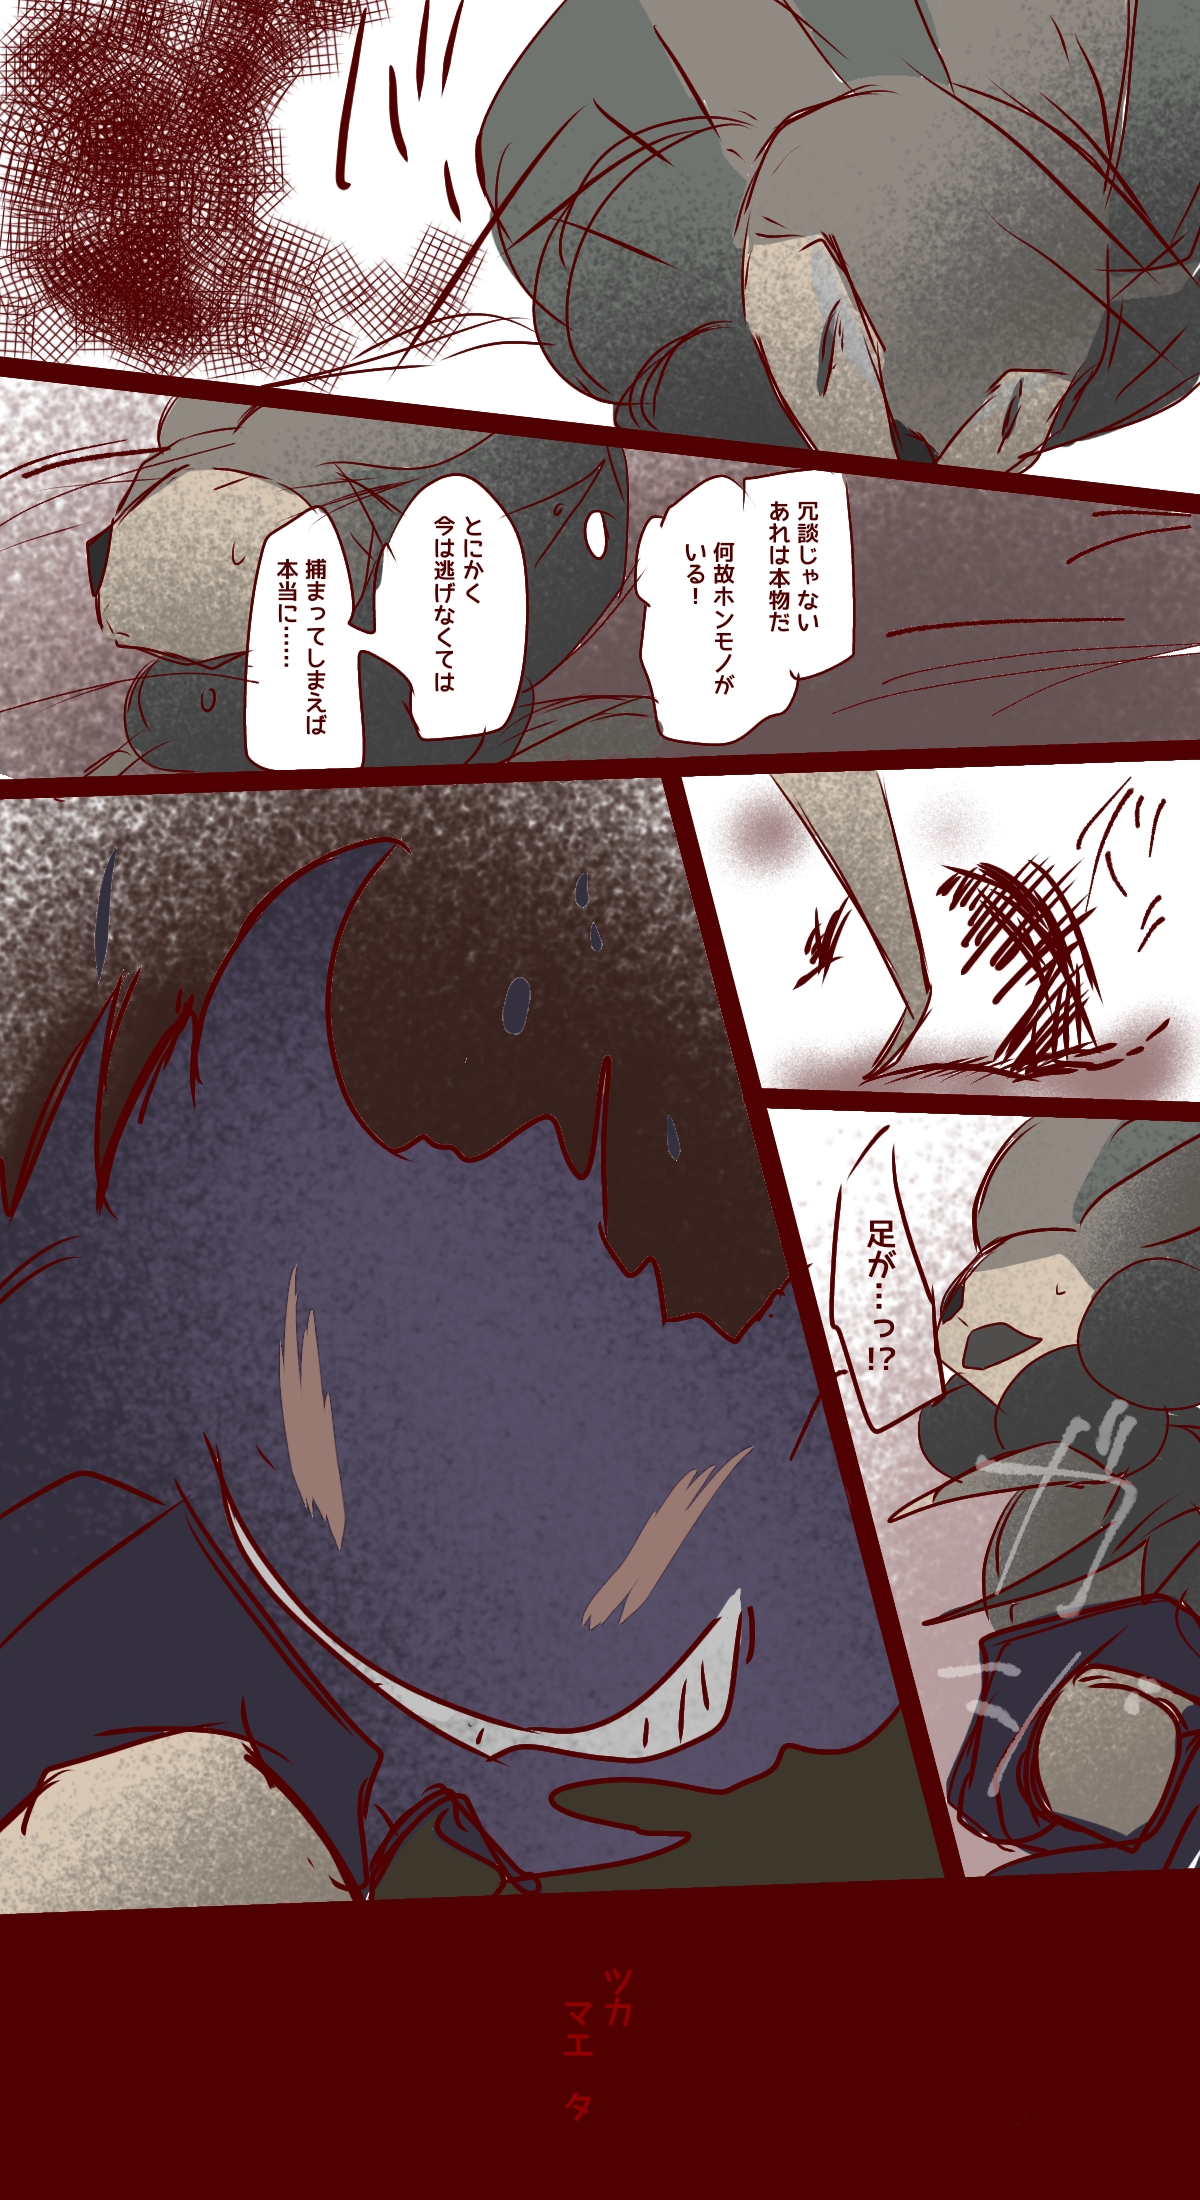 冗談じゃない
あれは本物だ
何故ホンモノが
いる！
とにかく
今は逃げなくては
捕まってしまえば
本当に……
足が…っ!?
ガシッ
ツカ
マエ タ